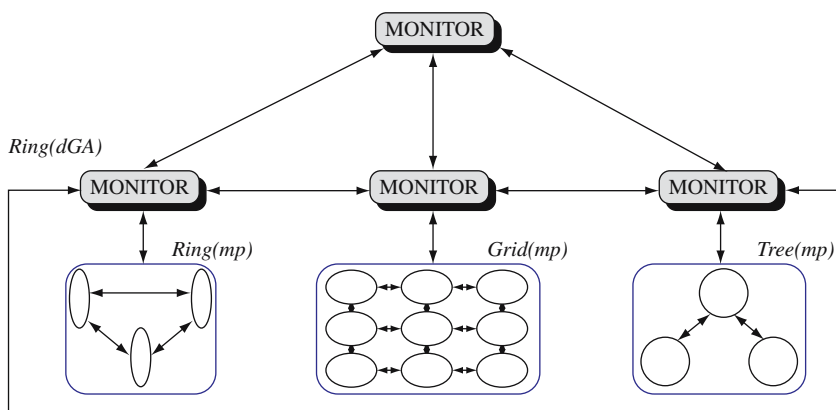 MONITOR
Ring(dGA)
MONITOR
MONITOR
MONITOR
Ring(mp)
Grid(mp)
Tree(mp)